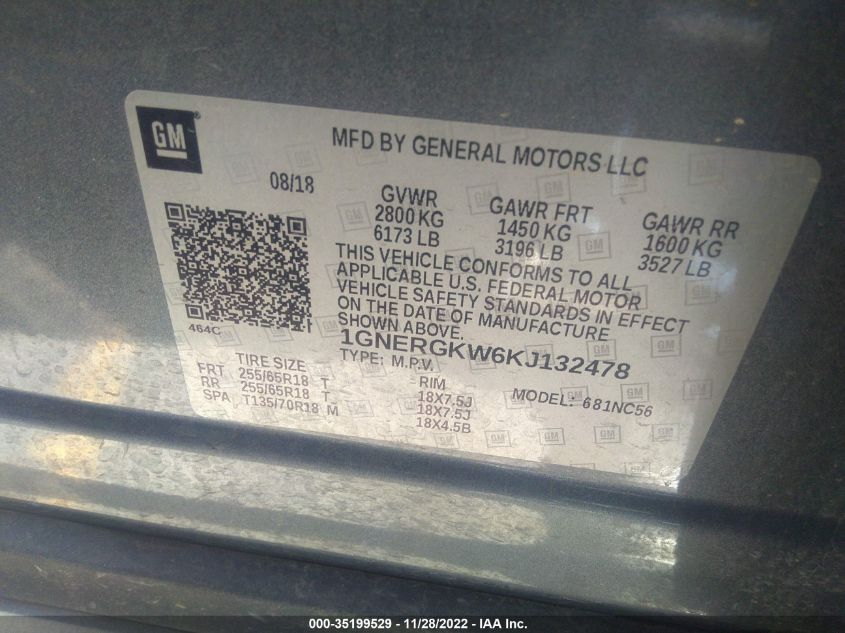 GM
MFD BY GENERAL MOTORS LLC
08/18
GVWR
2800 KG
6173 LB
GAWR FRT
1450 KG
3196 LB
GAWR RR
1600 KG
3527 LB
THIS VEHICLE CONFORMS TO ALL
APPLICABLE U.S. FEDERAL MOTOR
VEHICLE SAFETY STANDARDS IN EFFECT
ON THE DATE OF MANUFACTURE
SHOWN ABOVE.
464C
1GNERGKW6KJ132478
TYPE: M.P.V.
MODEL: 681NC56
TIRE SIZE RIM
FRT 255/65R18 T 18X7.5J
RR 255/65R18 T 18X7.5J
SPA T135/70R18 M 18X4.5B
000-35199529 - 11/28/2022 - IAA Inc.